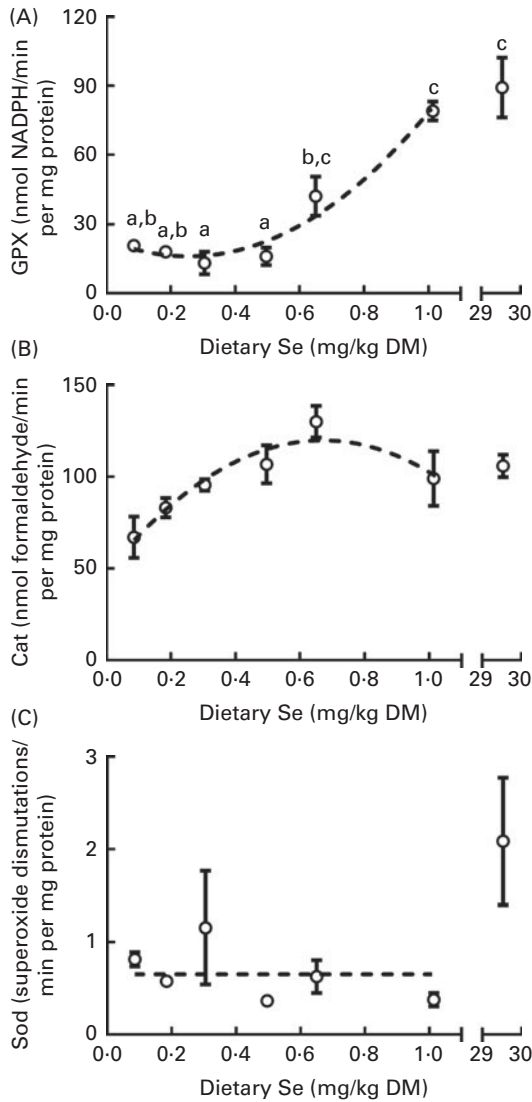 (A)
GPX (nmol NADPH/min
per mg protein)
120
90
60
30
0
a,b
a,b
a
a
b,c
c
c
0·0 0·2 0·4 0·6 0·8 1·0 29 30
Dietary Se (mg/kg DM)
(B)
Cat (nmol formaldehyde/min
per mg protein)
150
100
50
0
0·0 0·2 0·4 0·6 0·8 1·0 29 30
Dietary Se (mg/kg DM)
(C)
Sod (superoxide dismutations/
min per mg protein)
3
2
1
0
0·0 0·2 0·4 0·6 0·8 1·0 29 30
Dietary Se (mg/kg DM)